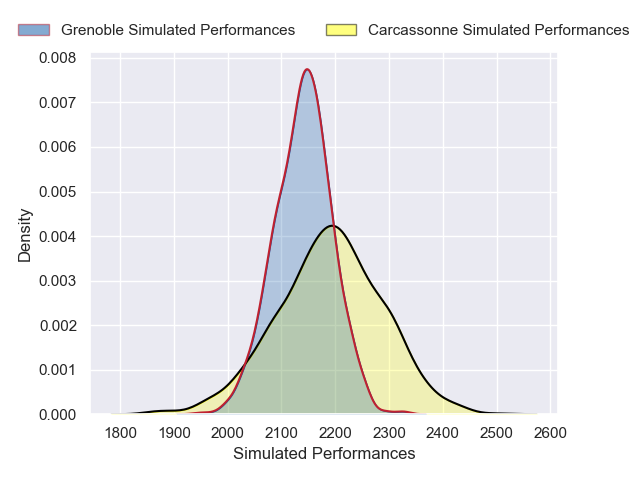 Grenoble Simulated Performances
Carcassonne Simulated Performances
0.008
0.007
0.006
0.005
0.004
0.003
0.002
0.001
0.000
Density
1800 1900 2000 2100 2200 2300 2400 2500 2600
Simulated Performances